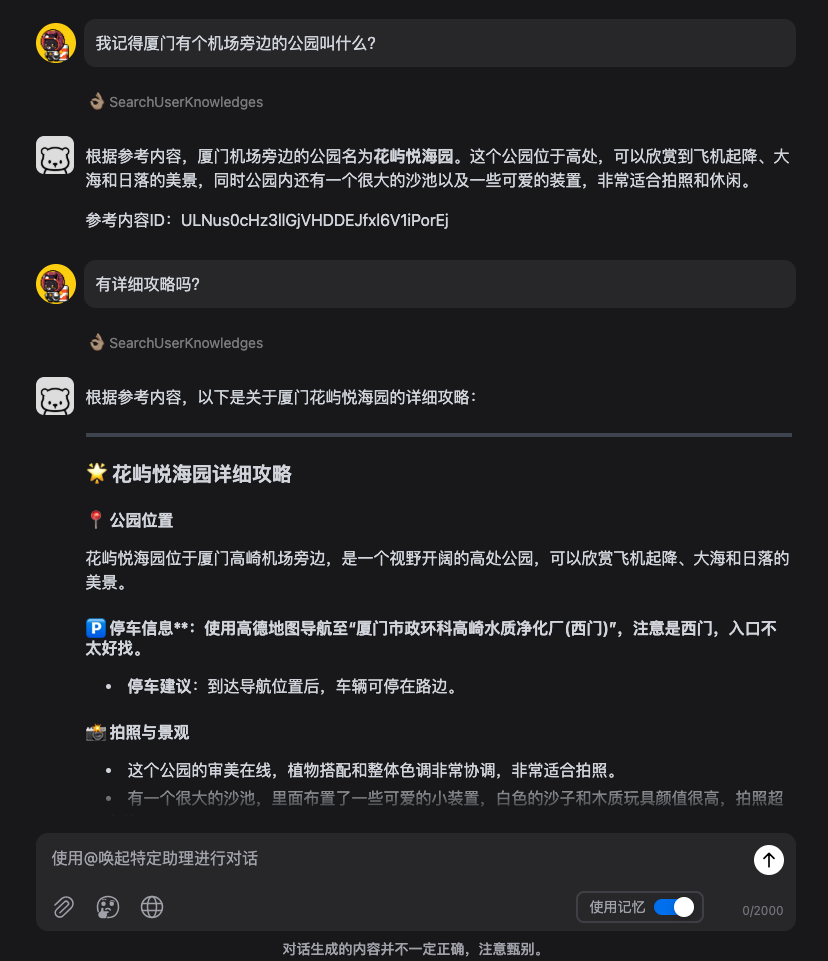 我记得厦门有个机场旁边的公园叫什么？
👌🏽 SearchUserKnowledges
根据参考内容，厦门机场旁边的公园名为花屿悦海园。这个公园位于高处，可以欣赏到飞机起降、大
海和日落的美景，同时公园内还有一个很大的沙池以及一些可爱的装置，非常适合拍照和休闲。
参考内容ID：ULNus0cHz3llGjVHDDEJfxl6V1iPorEj
有详细攻略吗？
👌🏽 SearchUserKnowledges
根据参考内容，以下是关于厦门花屿悦海园的详细攻略：
🌟 花屿悦海园详细攻略
📍 公园位置
花屿悦海园位于厦门高崎机场旁边，是一个视野开阔的高处公园，可以欣赏飞机起降、大海和日落的
美景。
🅿️ 停车信息**：使用高德地图导航至“厦门市政环科高崎水质净化厂(西门)”，注意是西门，入口不
太好找。
• 停车建议：到达导航位置后，车辆可停在路边。
📸 拍照与景观
• 这个公园的审美在线，植物搭配和整体色调非常协调，非常适合拍照。
• 有一个很大的沙池，里面布置了一些可爱的小装置，白色的沙子和木质玩具颜值很高，拍照超
使用@唤起特定助理进行对话
使用记忆
0/2000
对话生成的内容并不一定正确，注意甄别。